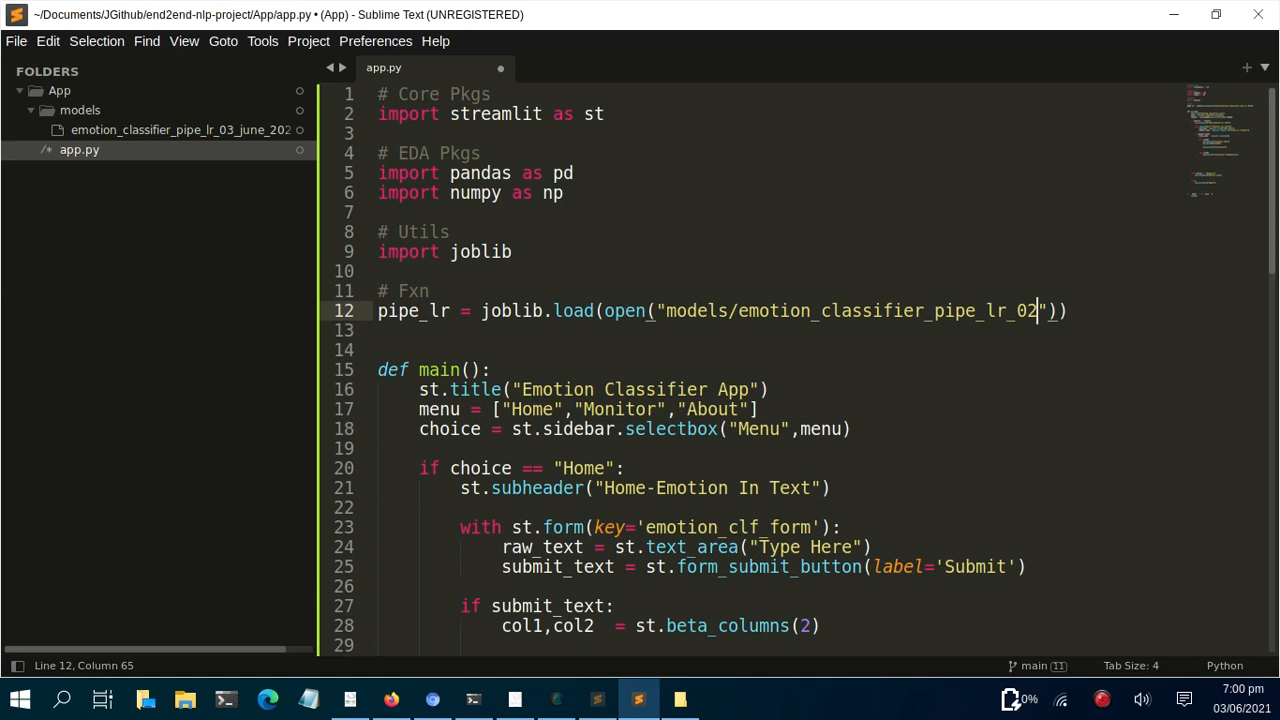 ~/Documents/JGithub/end2end-nlp-project/App/app.py • (App) - Sublime Text (UNREGISTERED)
File Edit Selection Find View Goto Tools Project Preferences Help
FOLDERS
App
models
emotion_classifier_pipe_lr_03_june_202
/* app.py
app.py
1 # Core Pkgs
2 import streamlit as st
3
4 # EDA Pkgs
5 import pandas as pd
6 import numpy as np
7
8 # Utils
9 import joblib
10
11 # Fxn
12 pipe_lr = joblib.load(open("models/emotion_classifier_pipe_lr_02"))
13
14
15 def main():
16 st.title("Emotion Classifier App")
17 menu = ["Home","Monitor","About"]
18 choice = st.sidebar.selectbox("Menu",menu)
19
20 if choice == "Home":
21 st.subheader("Home-Emotion In Text")
22
23 with st.form(key='emotion_clf_form'):
24 raw_text = st.text_area("Type Here")
25 submit_text = st.form_submit_button(label='Submit')
26
27 if submit_text:
28 col1,col2  = st.beta_columns(2)
29
Line 12, Column 65
main 11
Tab Size: 4
Python
0%
7:00 pm
03/06/2021